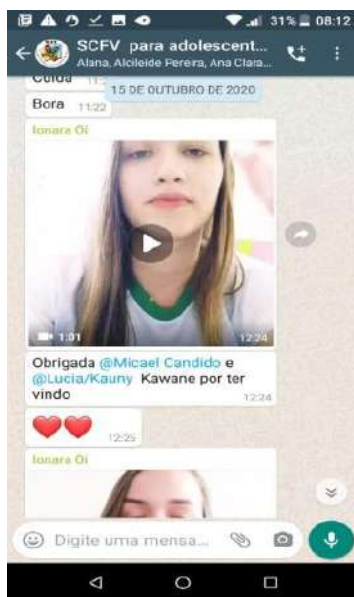 31% 08:12
SCFV para adolescent...
Alana, Alcileide Pereira, Ana Clara...
Cuida
15 DE OUTUBRO DE 2020
Bora 11:22
Ionara Oi
1:01 12:24
Obrigada @Micael Candido e
@Lucia/Kauny Kawane por ter
vindo 12:24
12:25
Ionara Oi
Digite uma mensa...